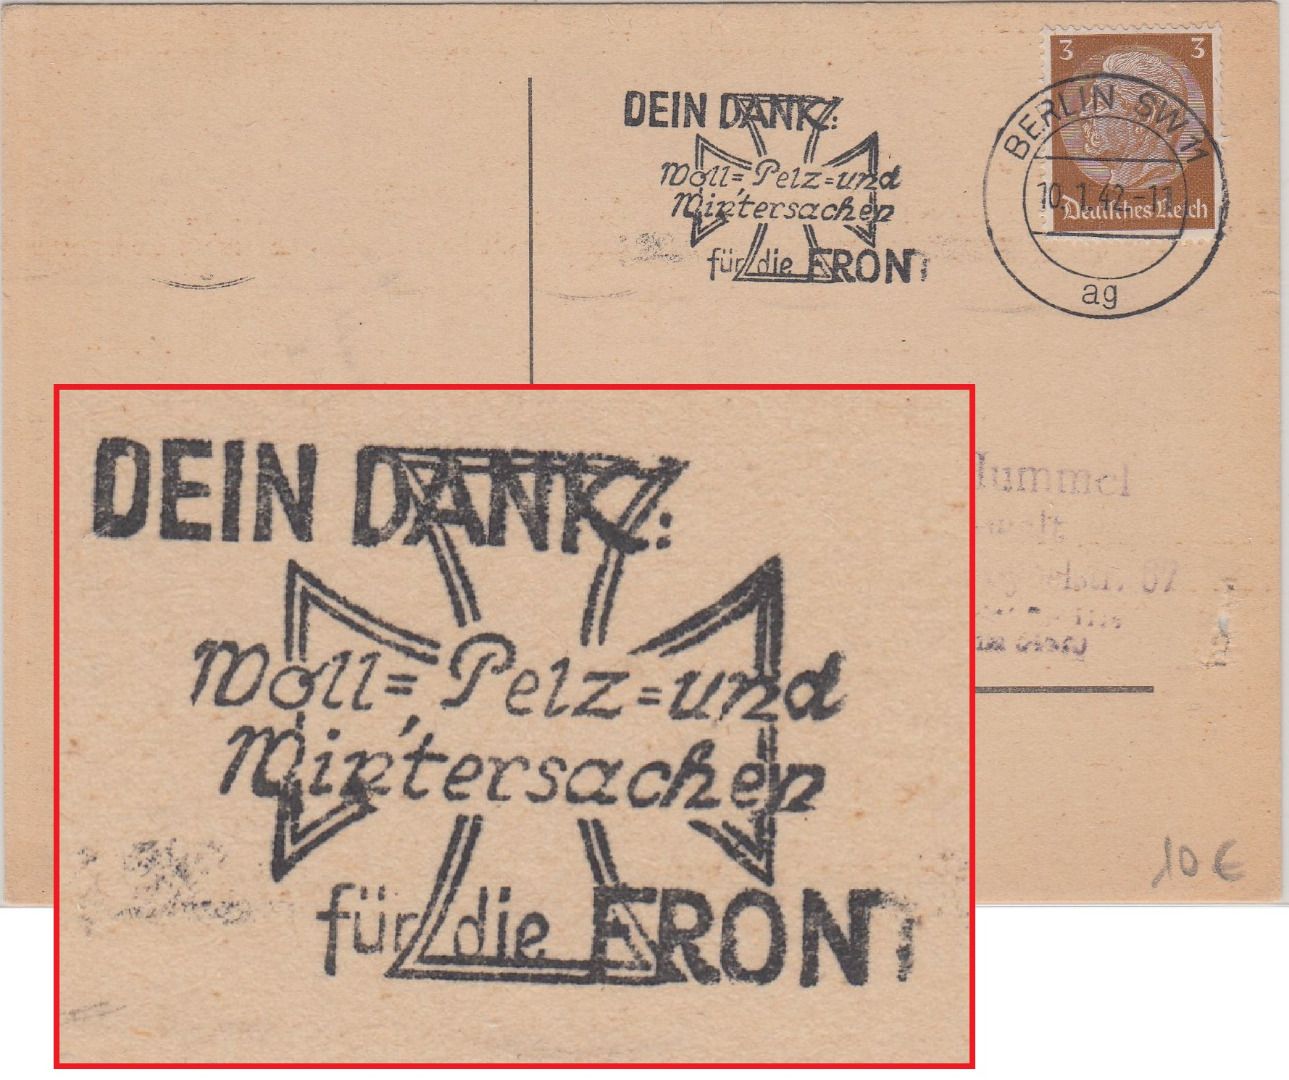 DEIN DANK:
Woll= Pelz=und
Wintersachen
für die FRONT
3 3
Deutsches Reich
BERLIN SW 11
10.1.42-11
ag
Hummel
87
10 €
DEIN DANK:
Woll= Pelz=und
Wintersachen
für die FRONT